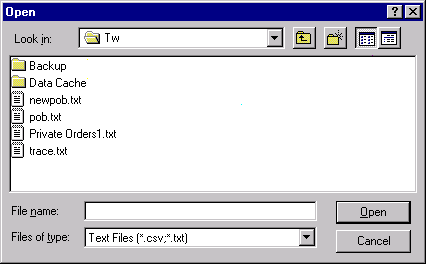 Open
Look in: Tw
Backup
Data Cache
newpob.txt
pob.txt
Private Orders1.txt
trace.txt
File name: Open
Files of type: Text Files (*.csv;*.txt) Cancel